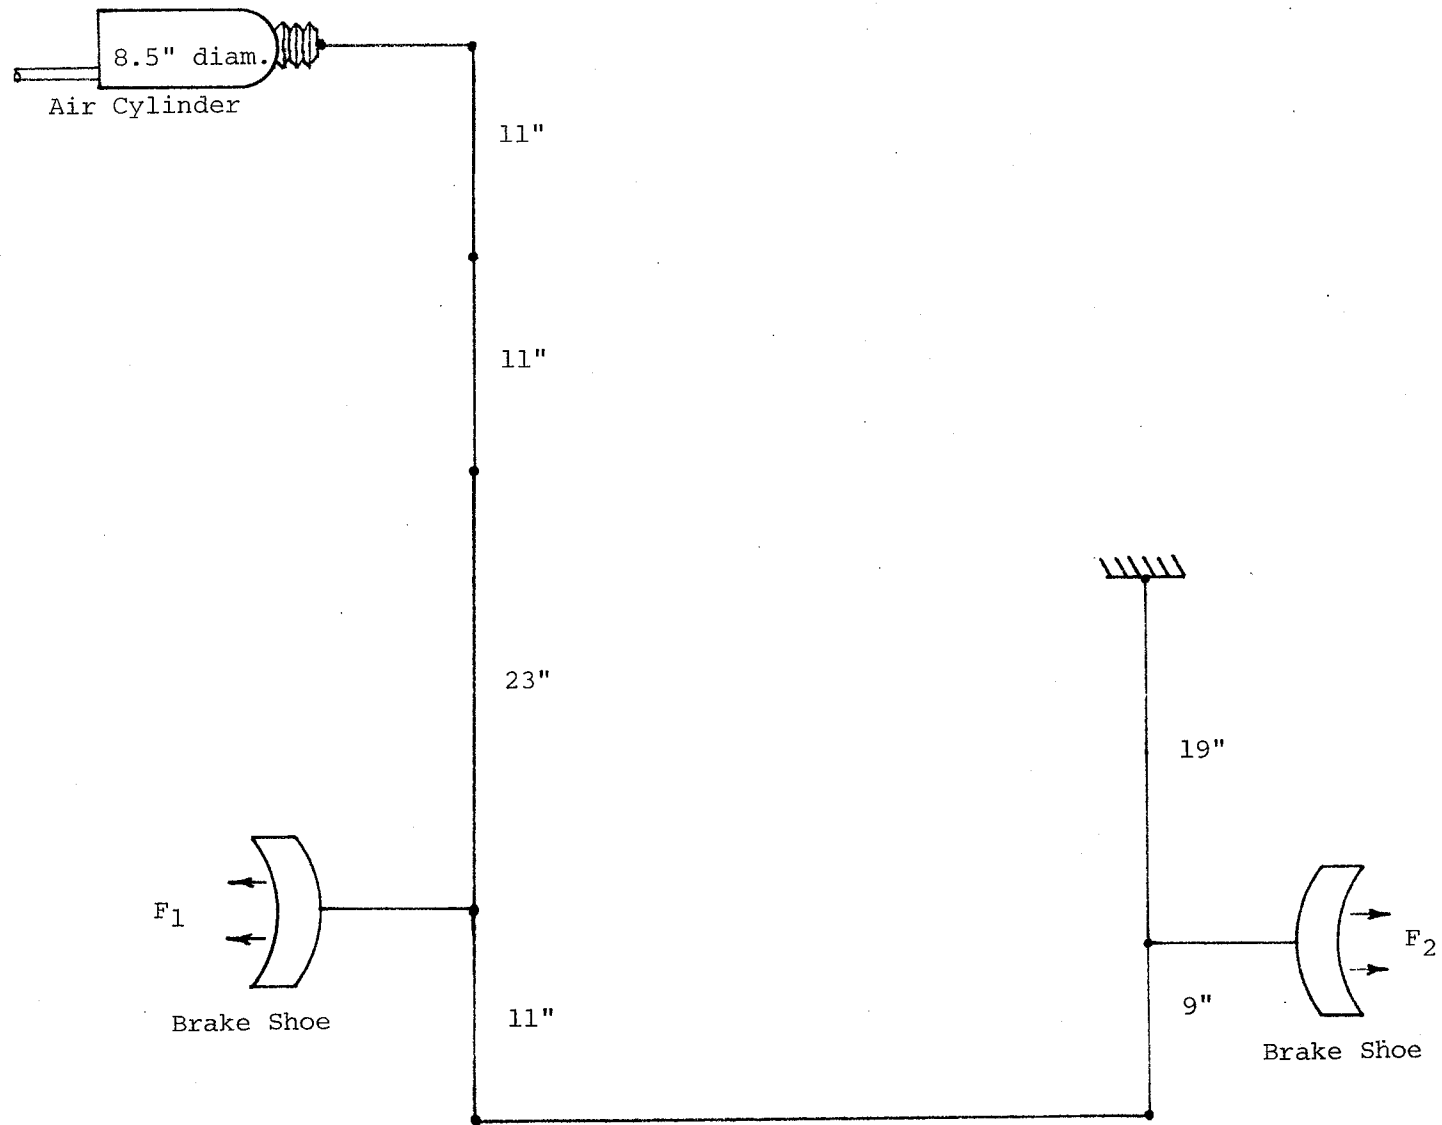 8.5" diam.
Air Cylinder
11"
11"
23"
19"
F1
F2
11"
9"
Brake Shoe
Brake Shoe